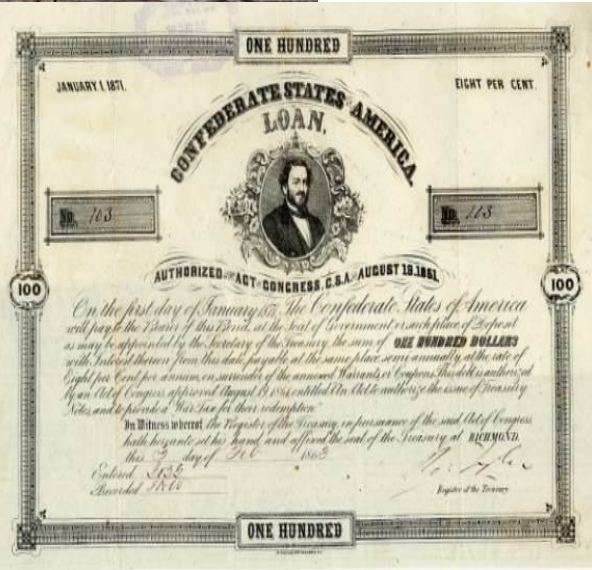 ONE HUNDRED
JANUARY 1. 1871.
EIGHT PER CENT.
CONFEDERATE STATES AMERICA.
LOAN,
No. 103
No. 103
AUTHORIZED ACT CONGRESS, C.S.A. AUGUST 19. 1861.
100
100
On the first day of January 1871, The Confederate States of America
will pay to the Bearer of this Bond, at the Seat of Government or such place of Deposit
as may be appointed by the Secretary of the Treasury, the sum of ONE HUNDRED DOLLARS
with Interest thereon from this date, payable at the same place semi annually, at the rate of
Eight per Cent per annum, on surrender of the annexed Warrants or Coupons. This debt is authorized
by an Act of Congress approved August 19 1861, entitled An Act to authorize the issue of Treasury
Notes, and to provide a War Tax for their redemption
In Witness whereof the Register of the Treasury, in pursuance of the said Act of Congress
hath hereunto set his hand, and affixed the seal of the Treasury at RICHMOND.
this day of Feb 1863
Entered
Recorded
Register of the Treasury
ONE HUNDRED